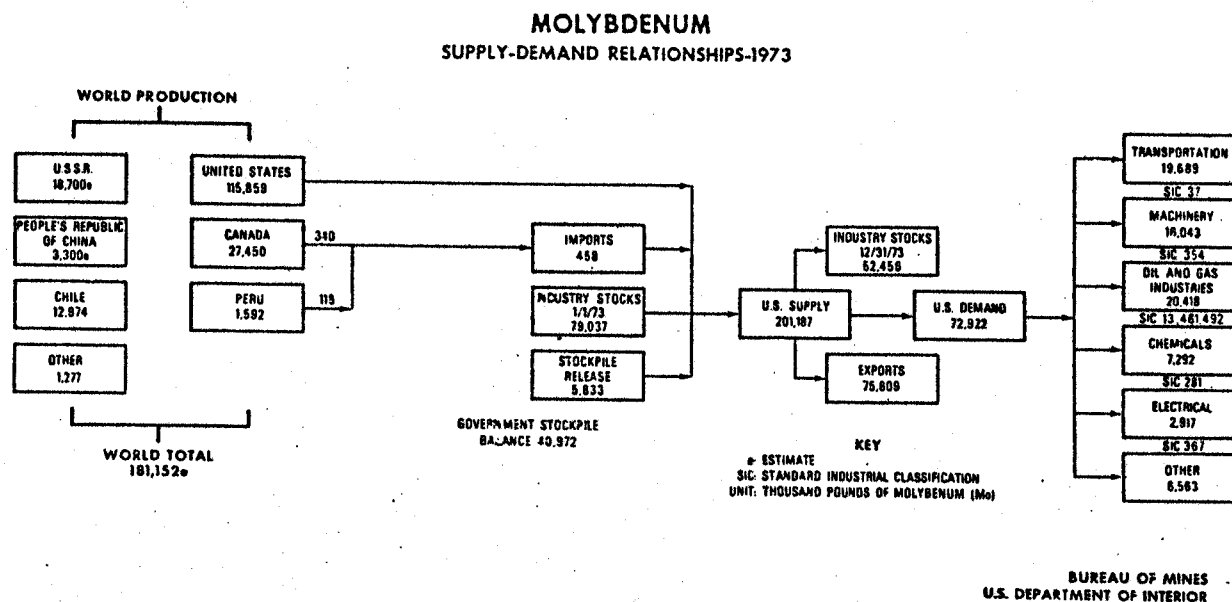 MOLYBDENUM
SUPPLY-DEMAND RELATIONSHIPS-1973
WORLD PRODUCTION
U.S.S.R.
18,700e
PEOPLE'S REPUBLIC
OF CHINA
3,300e
CHILE
12,974
OTHER
1,277
UNITED STATES
115,859
CANADA
27,450
340
PERU
1,592
118
WORLD TOTAL
181,152e
IMPORTS
458
INDUSTRY STOCKS
1/1/73
79,037
STOCKPILE
RELEASE
5,833
GOVERNMENT STOCKPILE
BALANCE 40,972
U.S. SUPPLY
201,187
INDUSTRY STOCKS
12/31/73
52,456
EXPORTS
75,809
U.S. DEMAND
72,922
TRANSPORTATION
19,689
SIC 37
MACHINERY
16,043
SIC 354
OIL AND GAS
INDUSTRIES
20,418
SIC 13,461,492
CHEMICALS
7,292
SIC 281
ELECTRICAL
2,917
SIC 367
OTHER
6,563
KEY
e- ESTIMATE
SIC: STANDARD INDUSTRIAL CLASSIFICATION
UNIT: THOUSAND POUNDS OF MOLYBENUM (Mo)
BUREAU OF MINES
U.S. DEPARTMENT OF INTERIOR